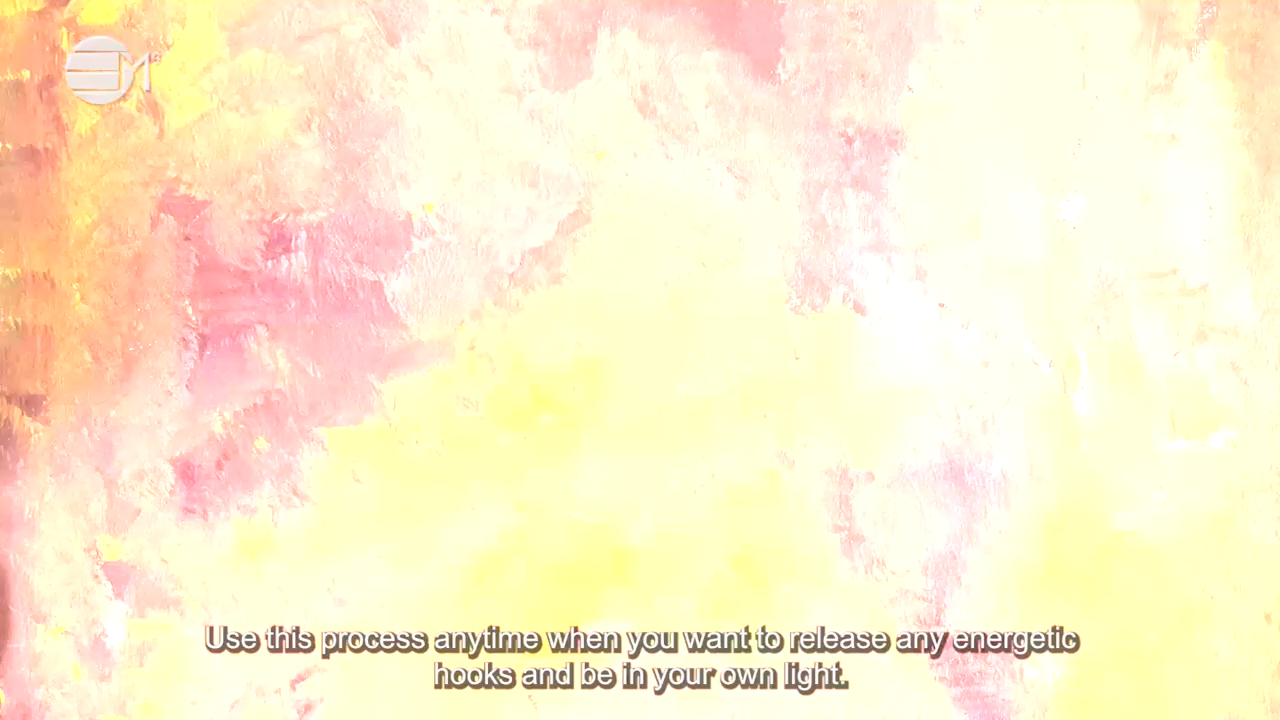 Use this process anytime when you want to release any energetic
hooks and be in your own light.